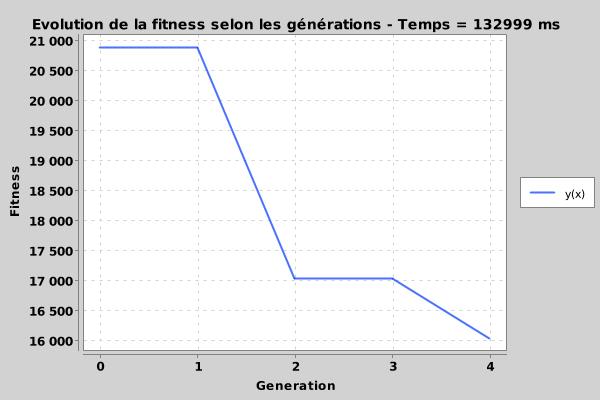 Evolution de la fitness selon les générations - Temps = 132999 ms
21 000
20 500
20 000
19 500
19 000
18 500
18 000
17 500
17 000
16 500
16 000
Fitness
0 1 2 3 4
Generation
y(x)